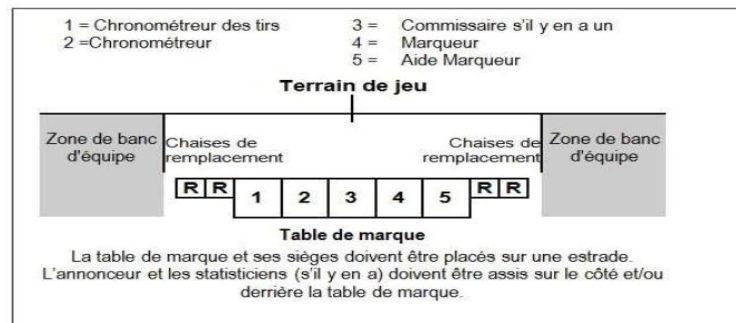 1 = Chronométreur des tirs
2 =Chronométreur
3 = Commissaire s'il y en a un
4 = Marqueur
5 = Aide Marqueur
Terrain de jeu
Zone de banc
d'équipe
Chaises de
remplacement
Chaises de
remplacement
Zone de banc
d'équipe
R R 1 2 3 4 5 R R
Table de marque
La table de marque et ses sièges doivent être placés sur une estrade.
L'annonceur et les statisticiens (s'il y en a) doivent être assis sur le côté et/ou
derrière la table de marque.